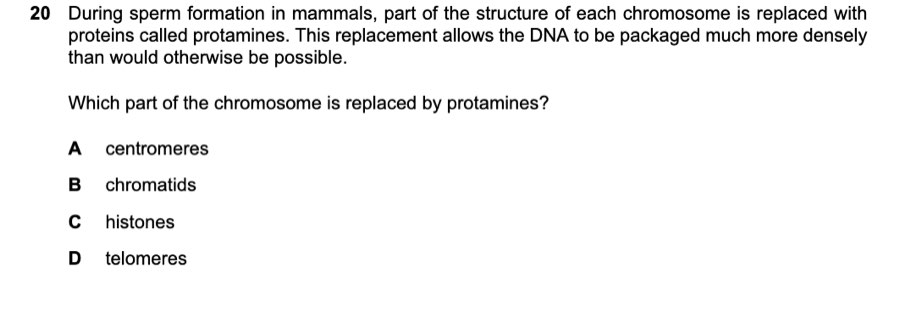 20 During sperm formation in mammals, part of the structure of each chromosome is replaced with
proteins called protamines. This replacement allows the DNA to be packaged much more densely
than would otherwise be possible.
Which part of the chromosome is replaced by protamines?
A centromeres
B chromatids
C histones
D telomeres